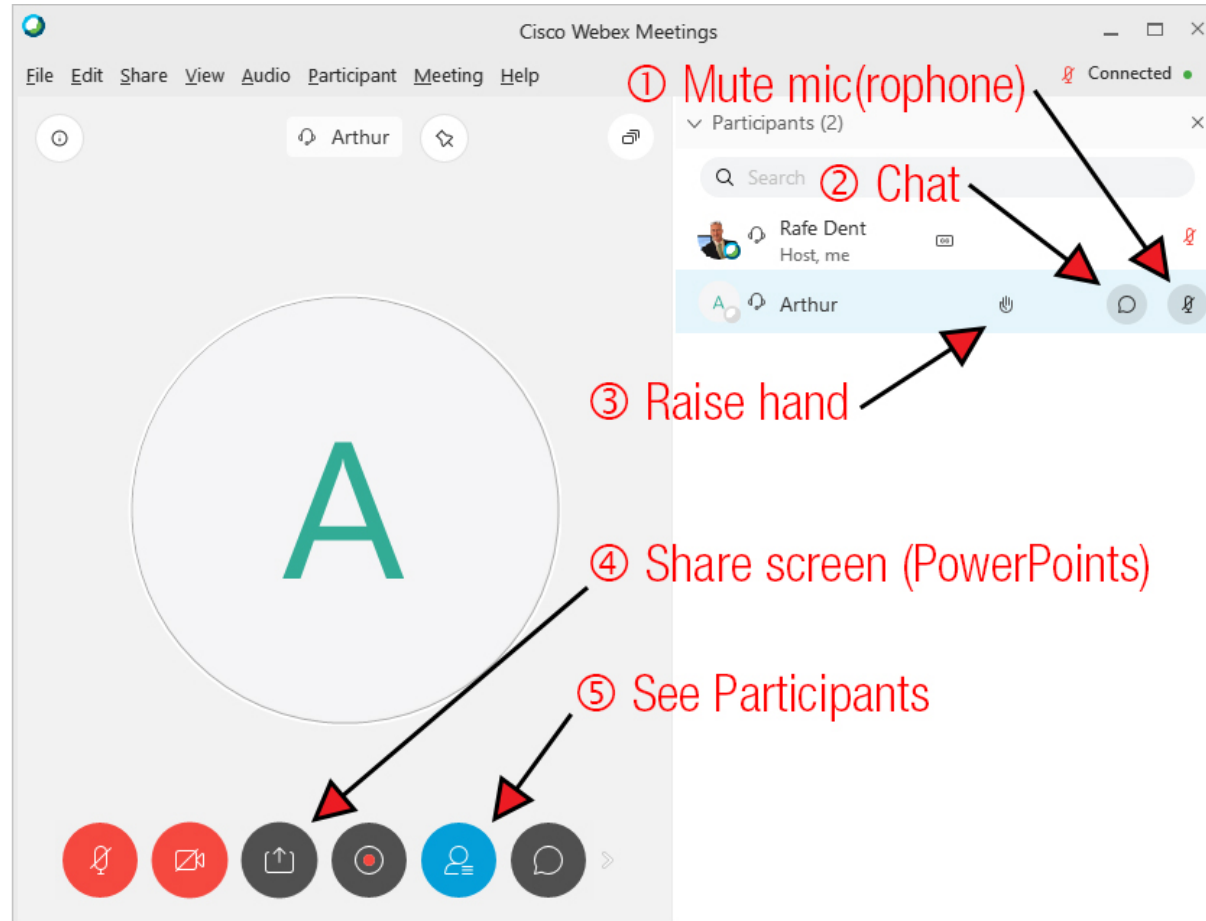 Cisco Webex Meetings
File Edit Share View Audio Participant Meeting Help
① Mute mic(rophone)
Connected
Arthur
Participants (2)
Search
② Chat
Rafe Dent
Host, me
A Arthur
③ Raise hand
A
④ Share screen (PowerPoints)
⑤ See Participants